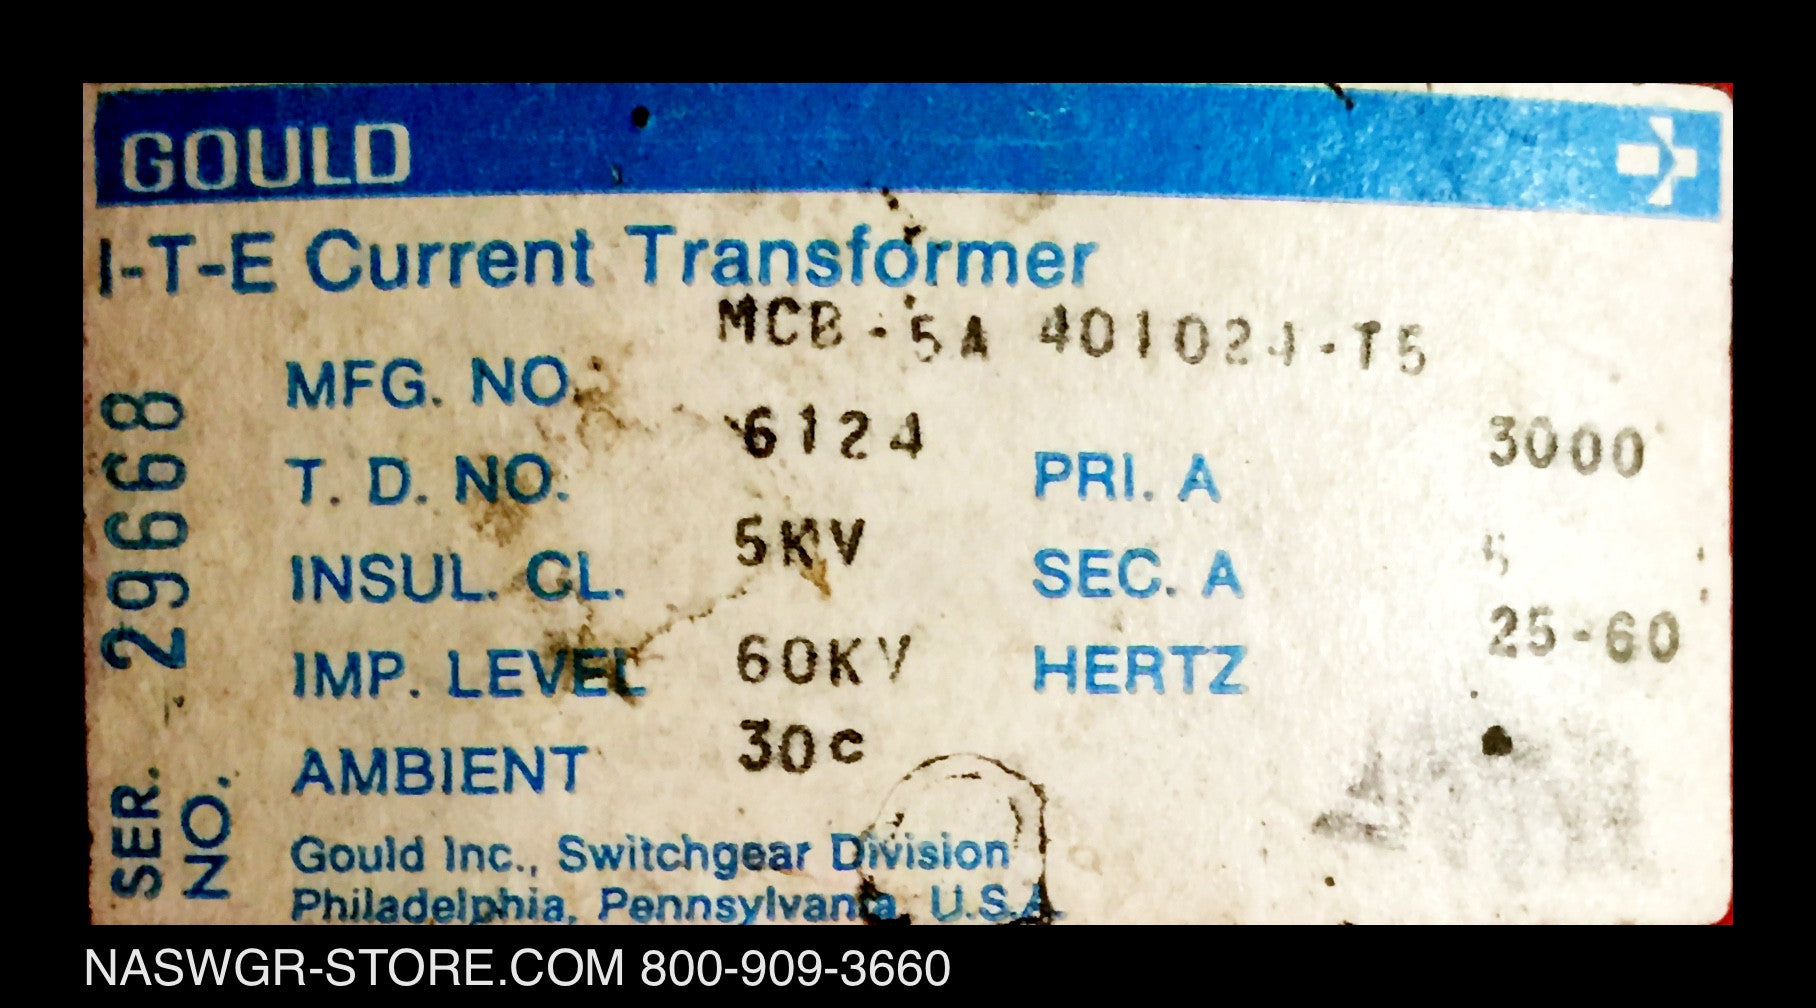 GOULD
I-T-E Current Transformer
MFG. NO. MCB-5A 401024-T5
T. D. NO. 6124 PRI. A 3000
INSUL. CL. 5KV SEC. A 5
IMP. LEVEL 60KV HERTZ 25-60
AMBIENT 30c
Gould Inc., Switchgear Division
Philadelphia, Pennsylvania, U.S.A.
SER. NO. 29668
NASWGR-STORE.COM 800-909-3660